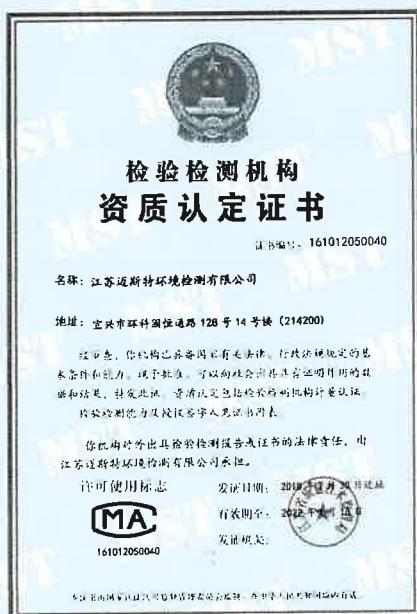 MST
检验检测机构
资质认定证书
证书编号：161012050040
名称：江苏迈斯特环境检测有限公司
地址：宜兴市环科园恒通路 128 号 14 号楼（214200）
经审查，你机构已具备国家有关法律、行政法规规定的基
本条件和能力，现予批准，可以向社会出具具有证明作用的数
据和结果，特发此证。资质认定包括检验检测机构计量认证。
检验检测能力及授权签字人见证书附表。
你机构对外出具检验检测报告或证书的法律责任，由
江苏迈斯特环境检测有限公司承担。
许可使用标志
MA
161012050040
发证日期：
有效期至：
发证机关：